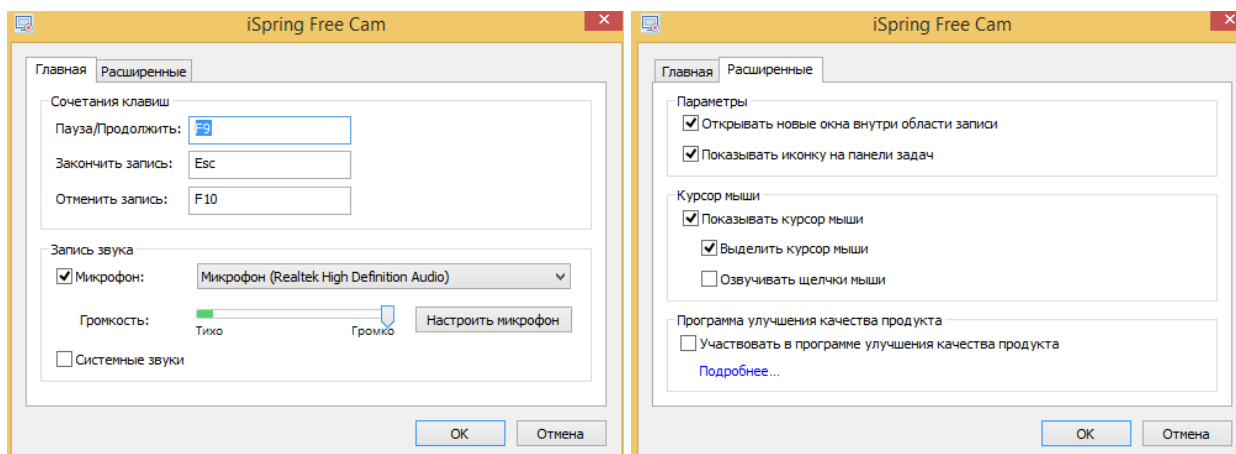 iSpring Free Cam
Главная Расширенные
Сочетания клавиш
Пауза/Продолжить: F9
Закончить запись: Esc
Отменить запись: F10
Запись звука
Микрофон: Микрофон (Realtek High Definition Audio)
Громкость: Тихо Громко Настроить микрофон
Системные звуки
OK Отмена
iSpring Free Cam
Главная Расширенные
Параметры
Открывать новые окна внутри области записи
Показывать иконку на панели задач
Курсор мыши
Показывать курсор мыши
Выделить курсор мыши
Озвучивать щелчки мыши
Программа улучшения качества продукта
Участвовать в программе улучшения качества продукта
Подробнее...
OK Отмена